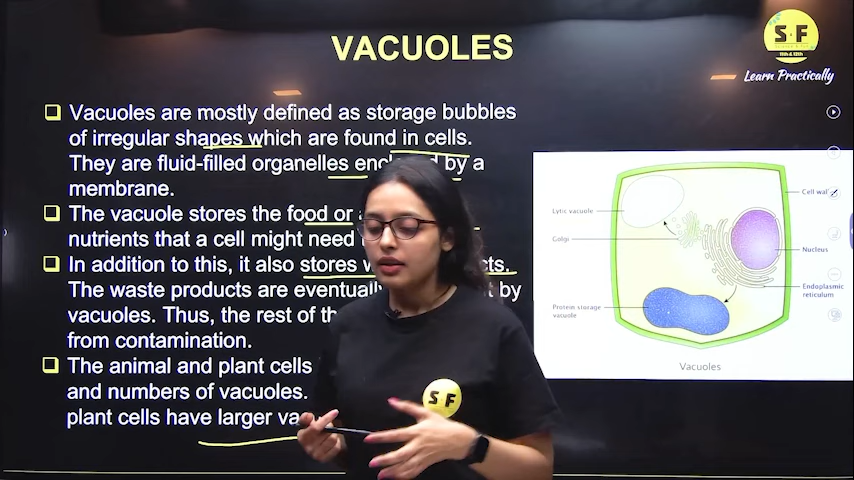 VACUOLES
S·F
11th & 12th
Learn Practically
Vacuoles are mostly defined as storage bubbles
of irregular shapes which are found in cells.
They are fluid-filled organelles by a
membrane.
The vacuole stores the food or
nutrients that a cell might need
In addition to this, it also stores
The waste products are eventually by
vacuoles. Thus, the rest of
from contamination.
The animal and plant cells
and numbers of vacuoles.
plant cells have larger
Cell wall
Lytic vacuole
Golgi
Nucleus
Endoplasmic
reticulum
Protein storage
vacuole
Vacuoles
S F